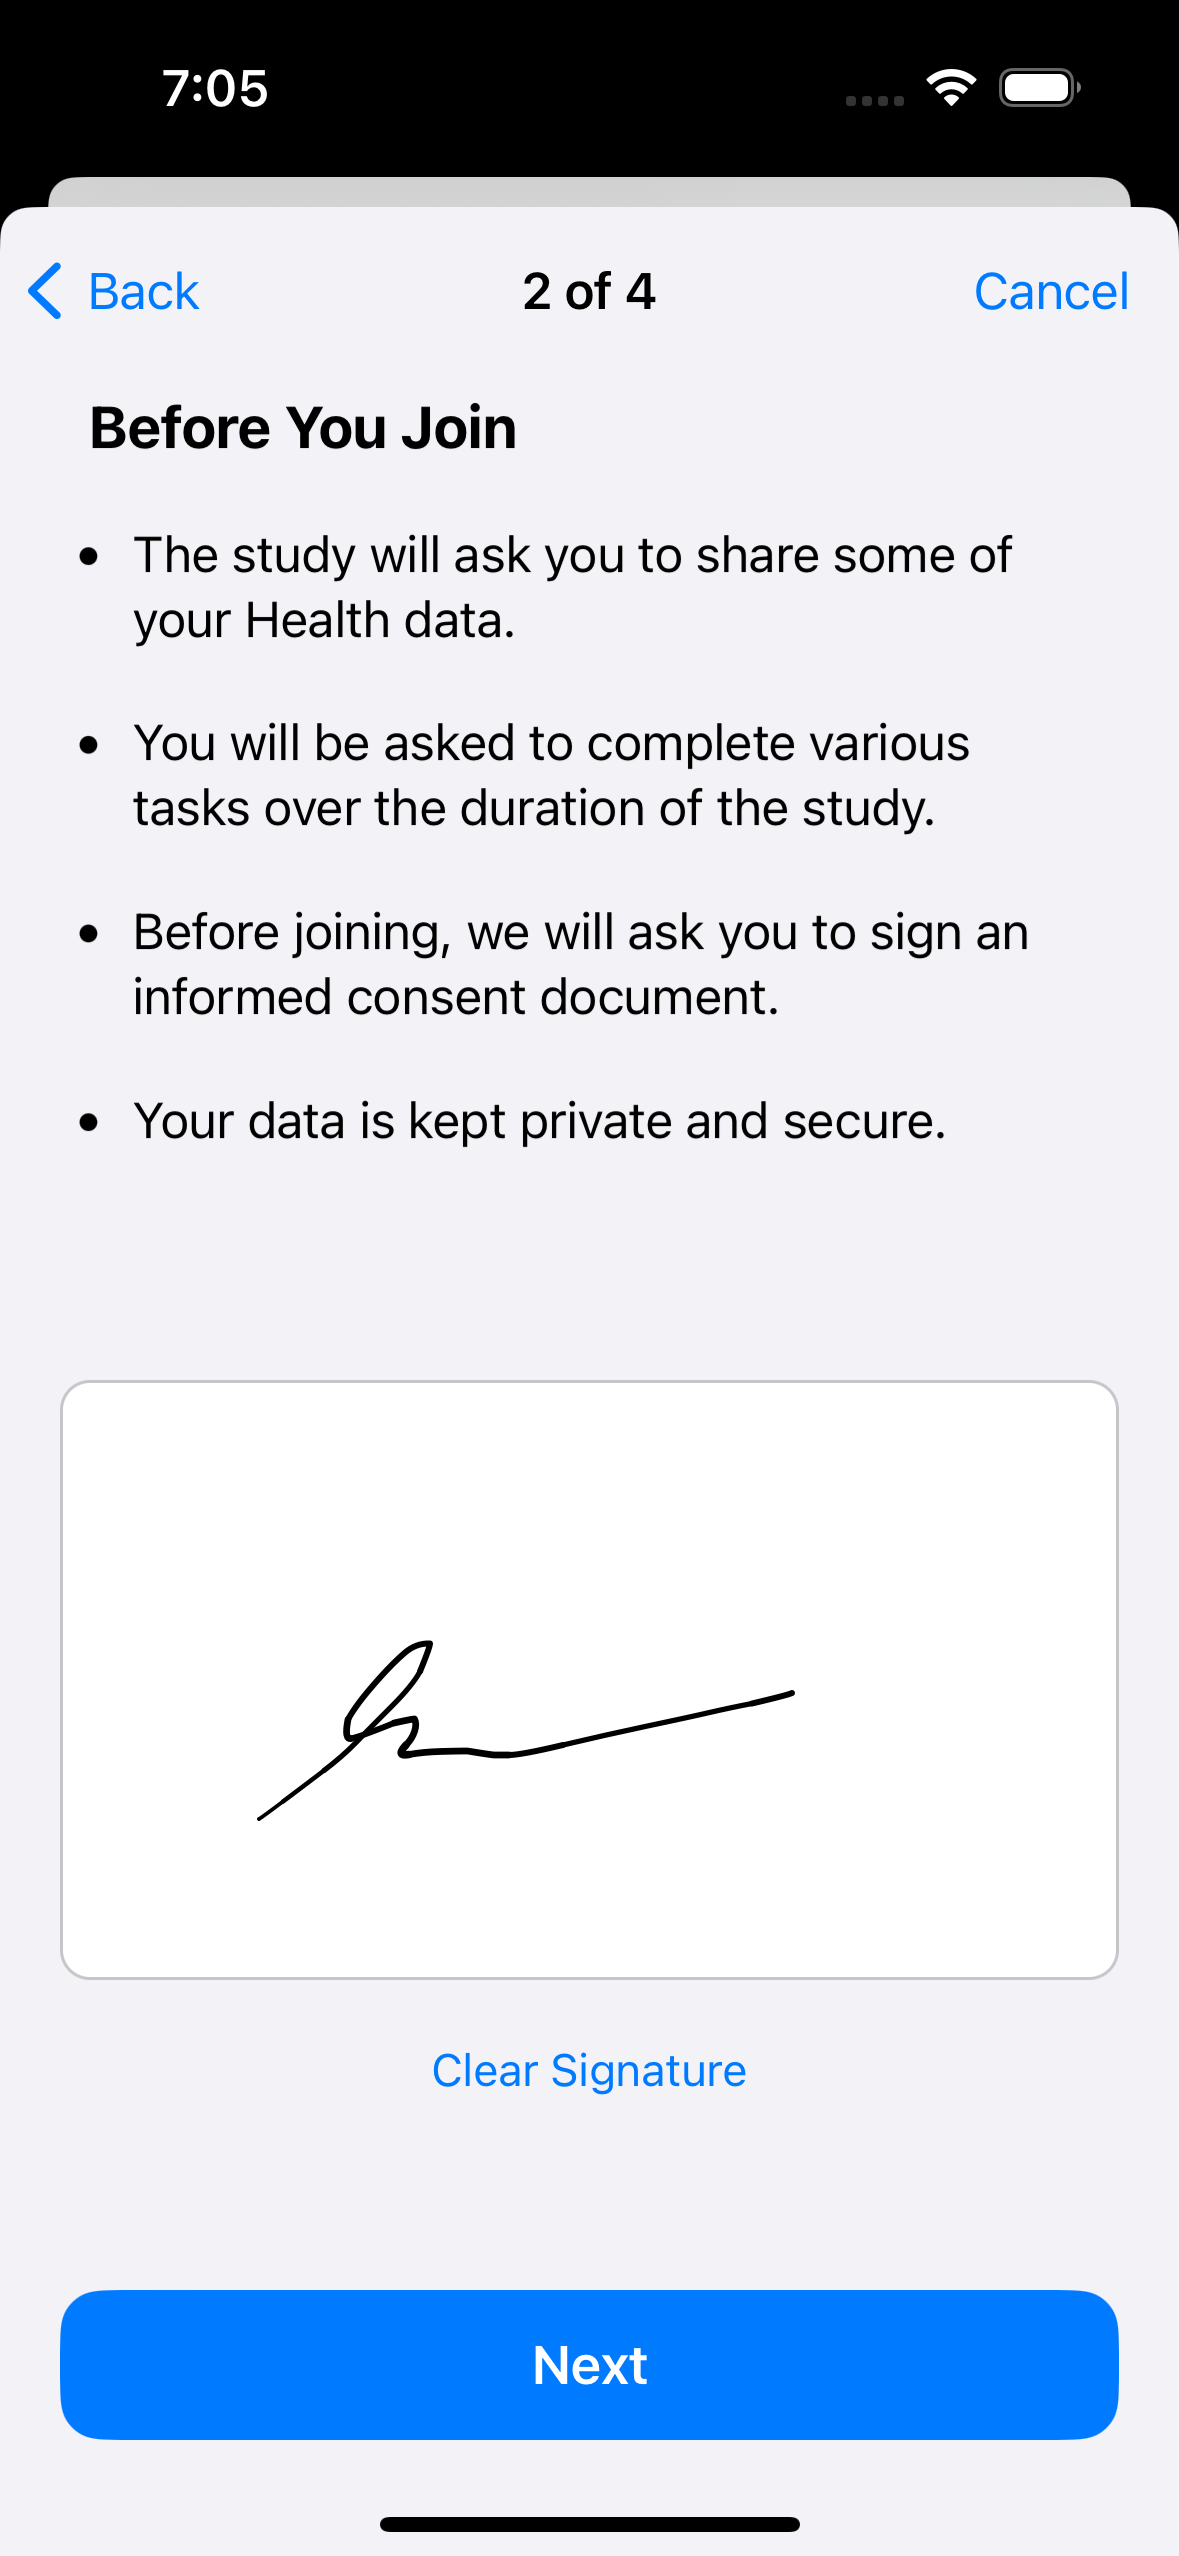 7:05
Back
2 of 4
Cancel
Before You Join
• The study will ask you to share some of
your Health data.
• You will be asked to complete various
tasks over the duration of the study.
• Before joining, we will ask you to sign an
informed consent document.
• Your data is kept private and secure.
Clear Signature
Next